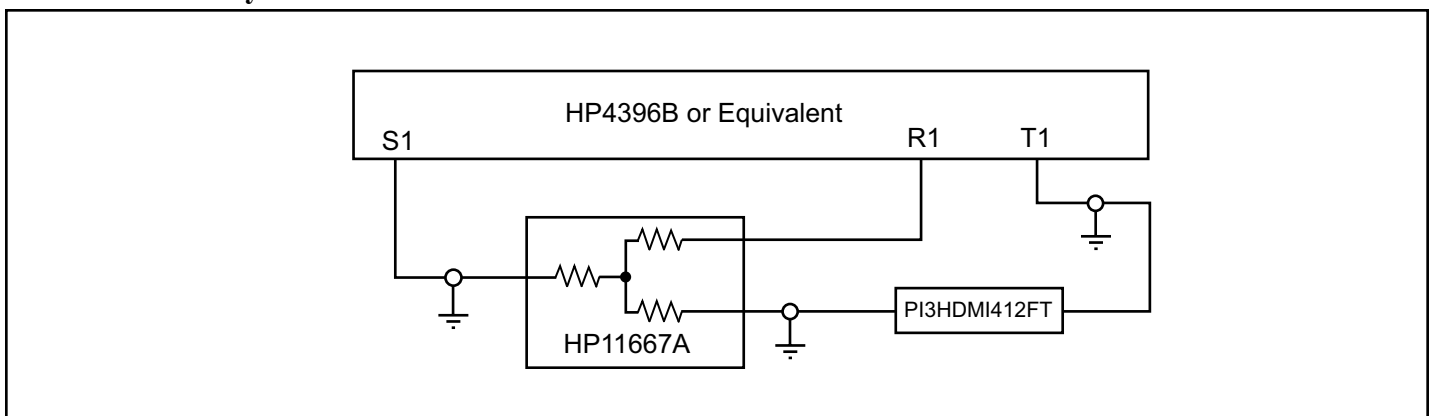 HP4396B or Equivalent
S1
R1
T1
PI3HDMI412FT
HP11667A